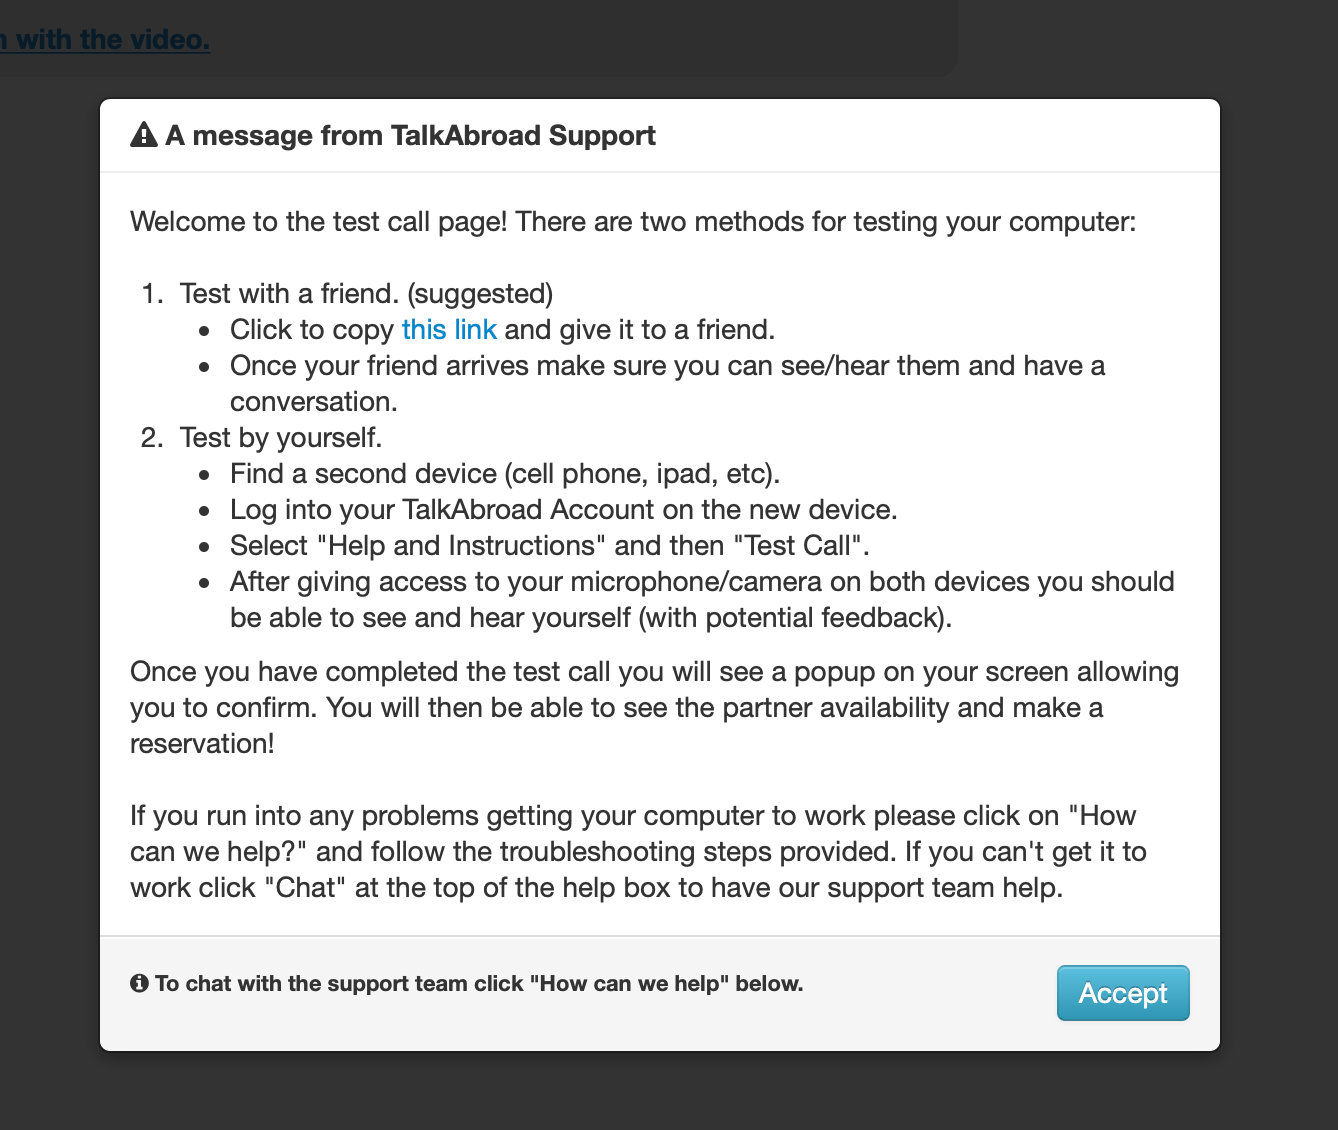 with the video.
A message from TalkAbroad Support
Welcome to the test call page! There are two methods for testing your computer:
1. Test with a friend. (suggested)
• Click to copy this link and give it to a friend.
• Once your friend arrives make sure you can see/hear them and have a
conversation.
2. Test by yourself.
• Find a second device (cell phone, ipad, etc).
• Log into your TalkAbroad Account on the new device.
• Select "Help and Instructions" and then "Test Call".
• After giving access to your microphone/camera on both devices you should
be able to see and hear yourself (with potential feedback).
Once you have completed the test call you will see a popup on your screen allowing
you to confirm. You will then be able to see the partner availability and make a
reservation!
If you run into any problems getting your computer to work please click on "How
can we help?" and follow the troubleshooting steps provided. If you can't get it to
work click "Chat" at the top of the help box to have our support team help.
To chat with the support team click "How can we help" below.
Accept